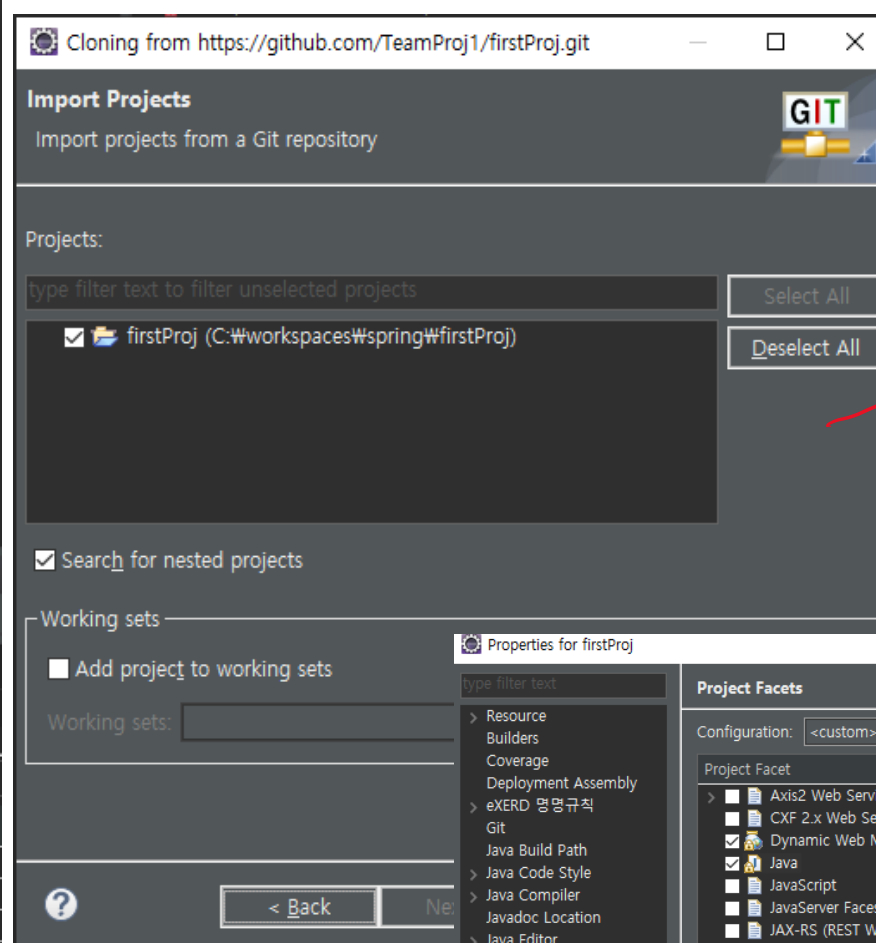 Cloning from https://github.com/TeamProj1/firstProj.git
Import Projects
Import projects from a Git repository
GIT
Projects:
type filter text to filter unselected projects
Select All
firstProj (C:₩workspaces₩spring₩firstProj)
Deselect All
Search for nested projects
Working sets
Add project to working sets
Working sets:
< Back
Properties for firstProj
type filter text
Resource
Builders
Coverage
Deployment Assembly
eXERD 명명규칙
Git
Java Build Path
Java Code Style
Java Compiler
Javadoc Location
Java Editor
Project Facets
Configuration: <custom>
Project Facet
Axis2 Web
CXF 2.x Web
Dynamic Web
Java
JavaScript
JavaServer Faces
JAX-RS (REST